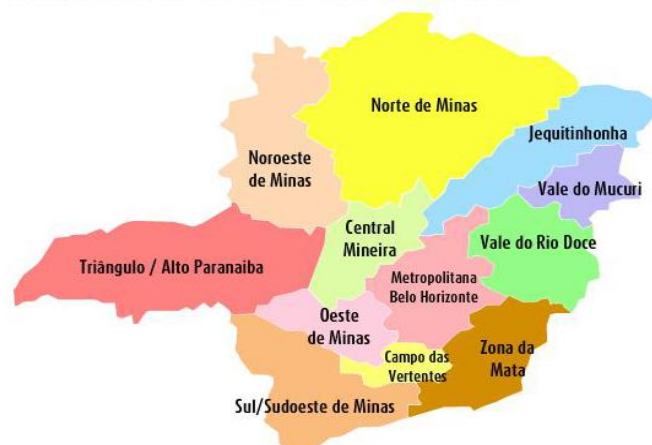 Norte de Minas
Jequitinhonha
Noroeste
de Minas
Vale do Mucuri
Central
Mineira
Vale do Rio Doce
Triângulo / Alto Paranaiba
Metropolitana
Belo Horizonte
Oeste
de Minas
Zona da
Mata
Campo das
Vertentes
Sul/Sudoeste de Minas